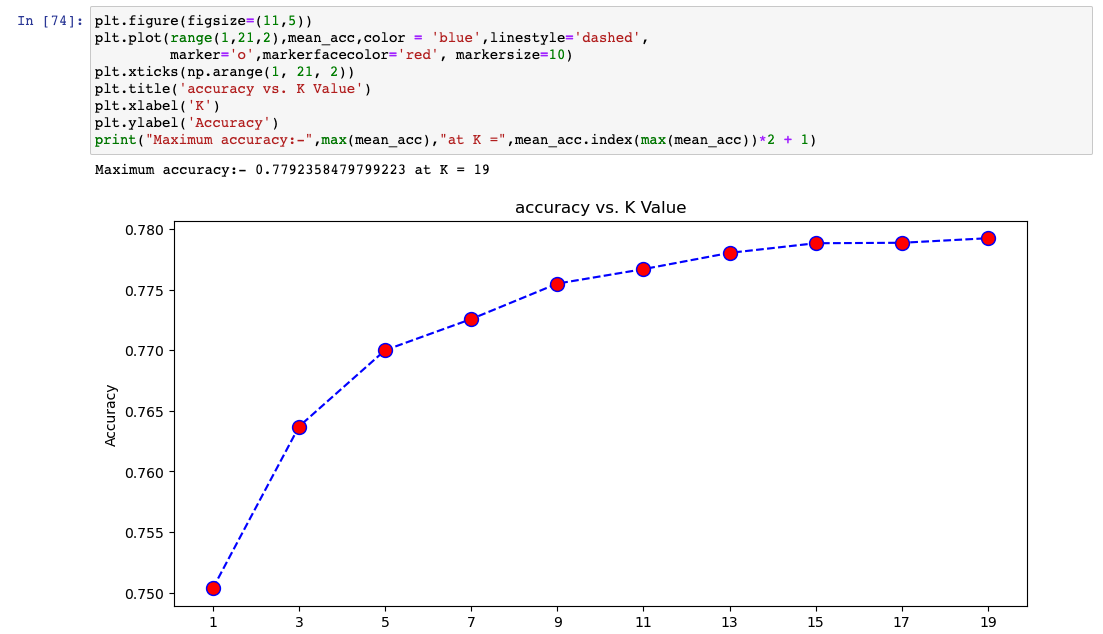 In [74]: plt.figure(figsize=(11,5))
plt.plot(range(1,21,2),mean_acc,color = 'blue',linestyle='dashed',
marker='o',markerfacecolor='red', markersize=10)
plt.xticks(np.arange(1, 21, 2))
plt.title('accuracy vs. K Value')
plt.xlabel('K')
plt.ylabel('Accuracy')
print("Maximum accuracy:-",max(mean_acc),"at K =",mean_acc.index(max(mean_acc))*2 + 1)
Maximum accuracy:- 0.7792358479799223 at K = 19
accuracy vs. K Value
0.780
0.775
0.770
0.765
0.760
0.755
0.750
Accuracy
1 3 5 7 9 11 13 15 17 19